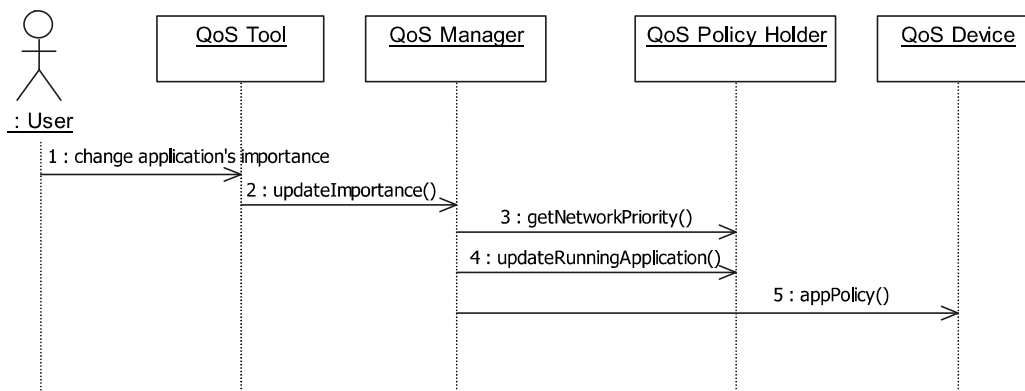 QoS Tool
QoS Manager
QoS Policy Holder
QoS Device
: User
1 : change application's importance
2 : updateImportance()
3 : getNetworkPriority()
4 : updateRunningApplication()
5 : appPolicy()